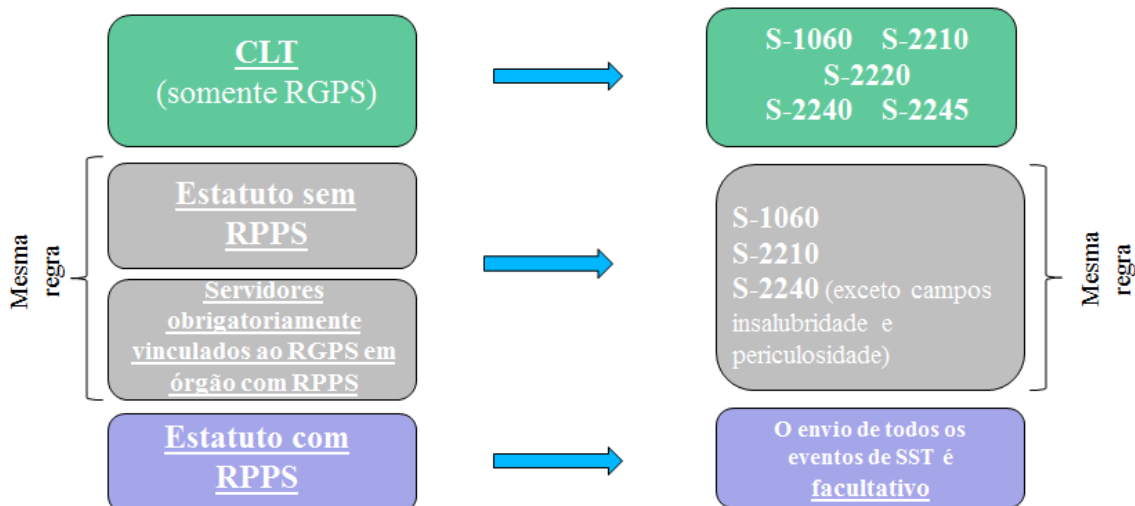 CLT
(somente RGPS)
S-1060 S-2210
S-2220
S-2240 S-2245
Mesma
regra
Estatuto sem
RPPS
Servidores
obrigatoriamente
vinculados ao RGPS em
órgão com RPPS
S-1060
S-2210
S-2240 (exceto campos
insalubridade e
periculosidade)
Mesma
regra
Estatuto com
RPPS
O envio de todos os
eventos de SST é
facultativo